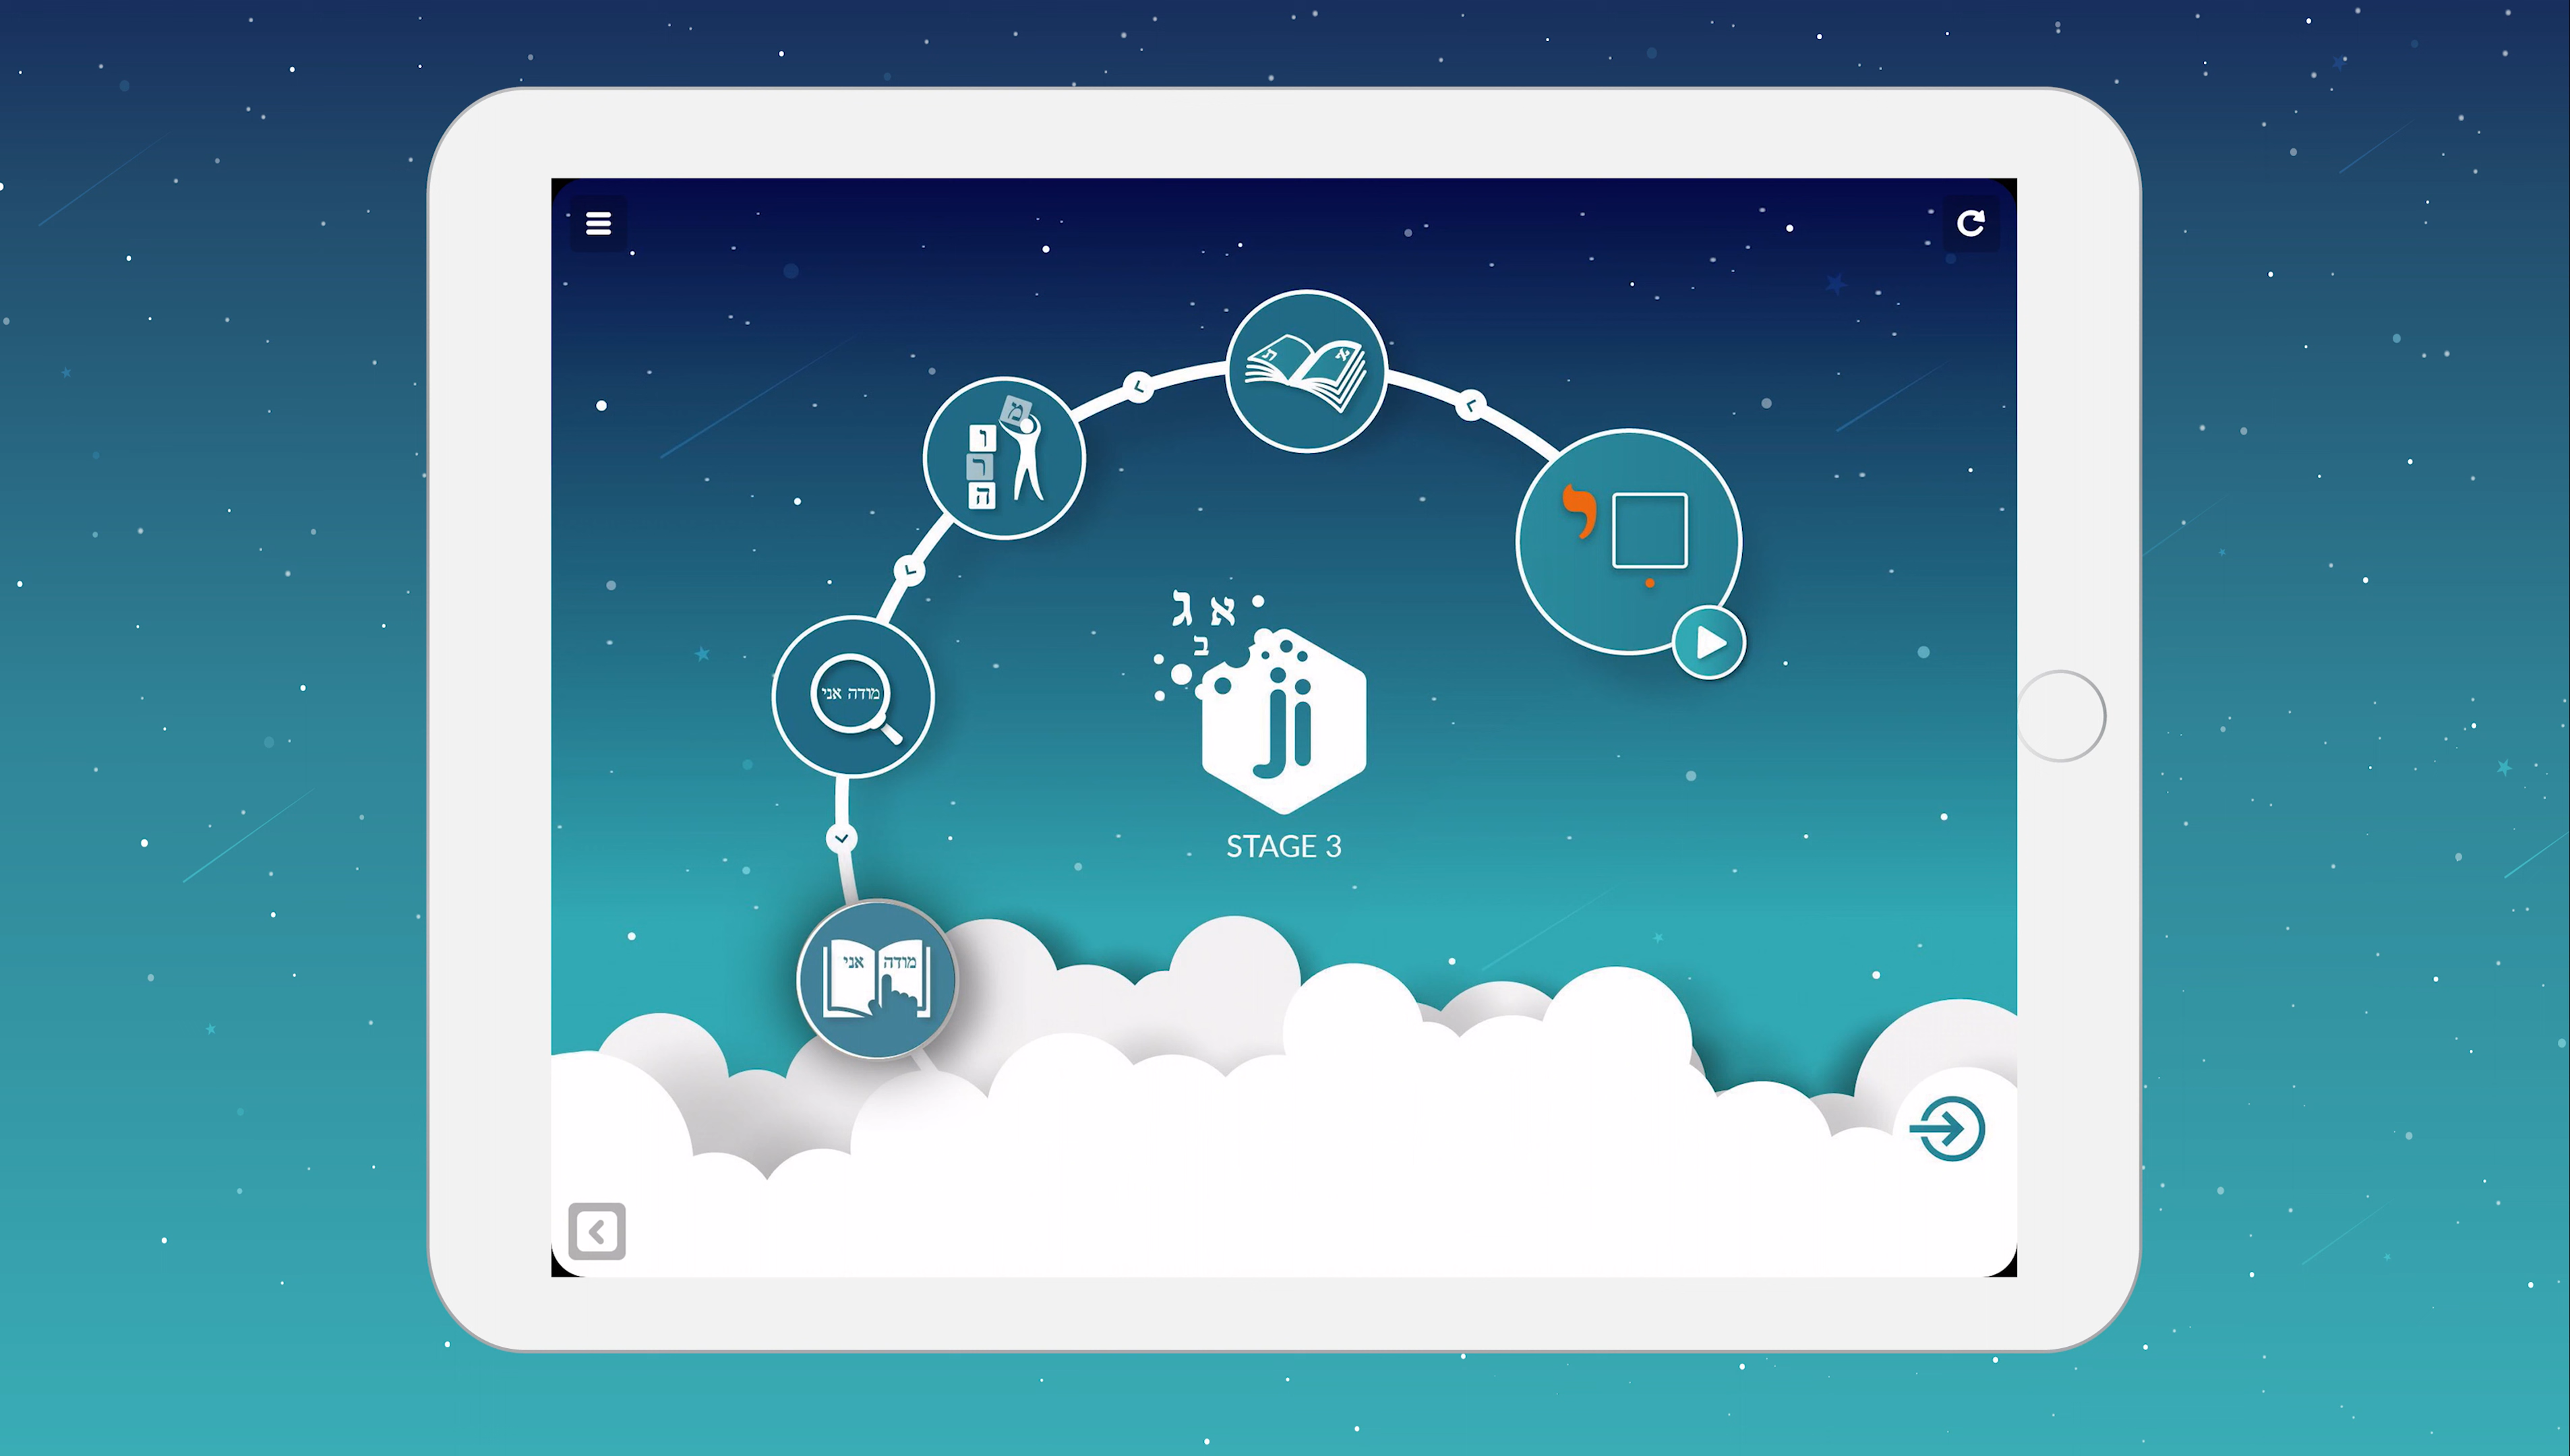 ת א
מ
ו
ר
ה
י
א ג
ב
ji
מודה אני
STAGE 3
מודה אני